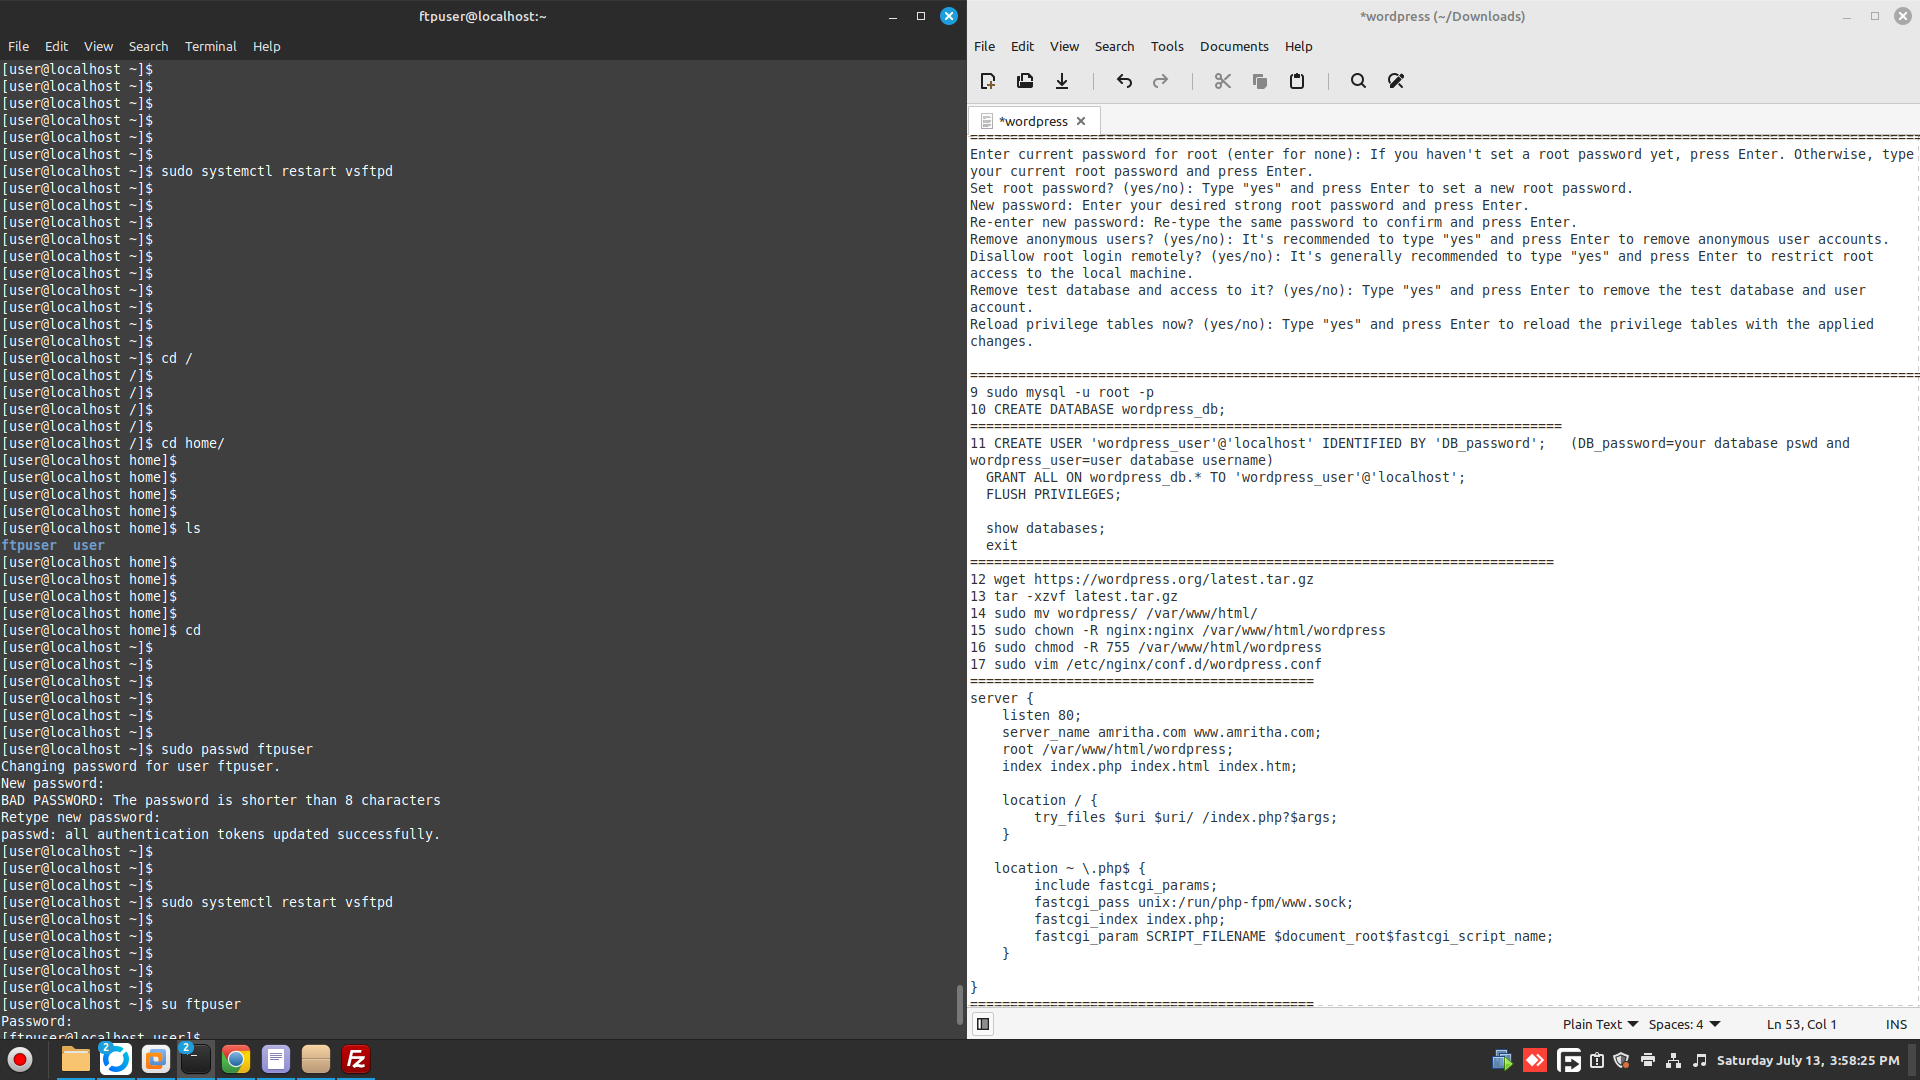 ftpuser@localhost:~
File Edit View Search Terminal Help
[user@localhost ~]$
[user@localhost ~]$
[user@localhost ~]$
[user@localhost ~]$
[user@localhost ~]$
[user@localhost ~]$
[user@localhost ~]$ sudo systemctl restart vsftpd
[user@localhost ~]$
[user@localhost ~]$
[user@localhost ~]$
[user@localhost ~]$
[user@localhost ~]$
[user@localhost ~]$
[user@localhost ~]$
[user@localhost ~]$
[user@localhost ~]$
[user@localhost ~]$
[user@localhost ~]$ cd /
[user@localhost /]$
[user@localhost /]$
[user@localhost /]$
[user@localhost /]$
[user@localhost /]$ cd home/
[user@localhost home]$
[user@localhost home]$
[user@localhost home]$
[user@localhost home]$
[user@localhost home]$ ls
ftpuser  user
[user@localhost home]$
[user@localhost home]$
[user@localhost home]$
[user@localhost home]$
[user@localhost home]$ cd
[user@localhost ~]$
[user@localhost ~]$
[user@localhost ~]$
[user@localhost ~]$
[user@localhost ~]$
[user@localhost ~]$
[user@localhost ~]$ sudo passwd ftpuser
Changing password for user ftpuser.
New password:
BAD PASSWORD: The password is shorter than 8 characters
Retype new password:
passwd: all authentication tokens updated successfully.
[user@localhost ~]$
[user@localhost ~]$
[user@localhost ~]$
[user@localhost ~]$ sudo systemctl restart vsftpd
[user@localhost ~]$
[user@localhost ~]$
[user@localhost ~]$
[user@localhost ~]$
[user@localhost ~]$
[user@localhost ~]$ su ftpuser
Password:
[ftpuser@localhost user]$
*wordpress (~/Downloads)
File Edit View Search Tools Documents Help
*wordpress
=======================================================================================================================
Enter current password for root (enter for none): If you haven't set a root password yet, press Enter. Otherwise, type
your current root password and press Enter.
Set root password? (yes/no): Type "yes" and press Enter to set a new root password.
New password: Enter your desired strong root password and press Enter.
Re-enter new password: Re-type the same password to confirm and press Enter.
Remove anonymous users? (yes/no): It's recommended to type "yes" and press Enter to remove anonymous user accounts.
Disallow root login remotely? (yes/no): It's generally recommended to type "yes" and press Enter to restrict root
access to the local machine.
Remove test database and access to it? (yes/no): Type "yes" and press Enter to remove the test database and user
account.
Reload privilege tables now? (yes/no): Type "yes" and press Enter to reload the privilege tables with the applied
changes.
=======================================================================================================================
9 sudo mysql -u root -p
10 CREATE DATABASE wordpress_db;
==========================================================================
11 CREATE USER 'wordpress_user'@'localhost' IDENTIFIED BY 'DB_password';   (DB_password=your database pswd and
wordpress_user=user database username)
  GRANT ALL ON wordpress_db.* TO 'wordpress_user'@'localhost';
  FLUSH PRIVILEGES;
  show databases;
  exit
=========================================================================
12 wget https://wordpress.org/latest.tar.gz
13 tar -xzvf latest.tar.gz
14 sudo mv wordpress/ /var/www/html/
15 sudo chown -R nginx:nginx /var/www/html/wordpress
16 sudo chmod -R 755 /var/www/html/wordpress
17 sudo vim /etc/nginx/conf.d/wordpress.conf
===========================================
server {
    listen 80;
    server_name amritha.com www.amritha.com;
    root /var/www/html/wordpress;
    index index.php index.html index.htm;
    location / {
        try_files $uri $uri/ /index.php?$args;
    }
   location ~ \.php$ {
        include fastcgi_params;
        fastcgi_pass unix:/run/php-fpm/www.sock;
        fastcgi_index index.php;
        fastcgi_param SCRIPT_FILENAME $document_root$fastcgi_script_name;
    }
}
===========================================
Plain Text Spaces: 4 Ln 53, Col 1 INS
2 2 Saturday July 13, 3:58:25 PM